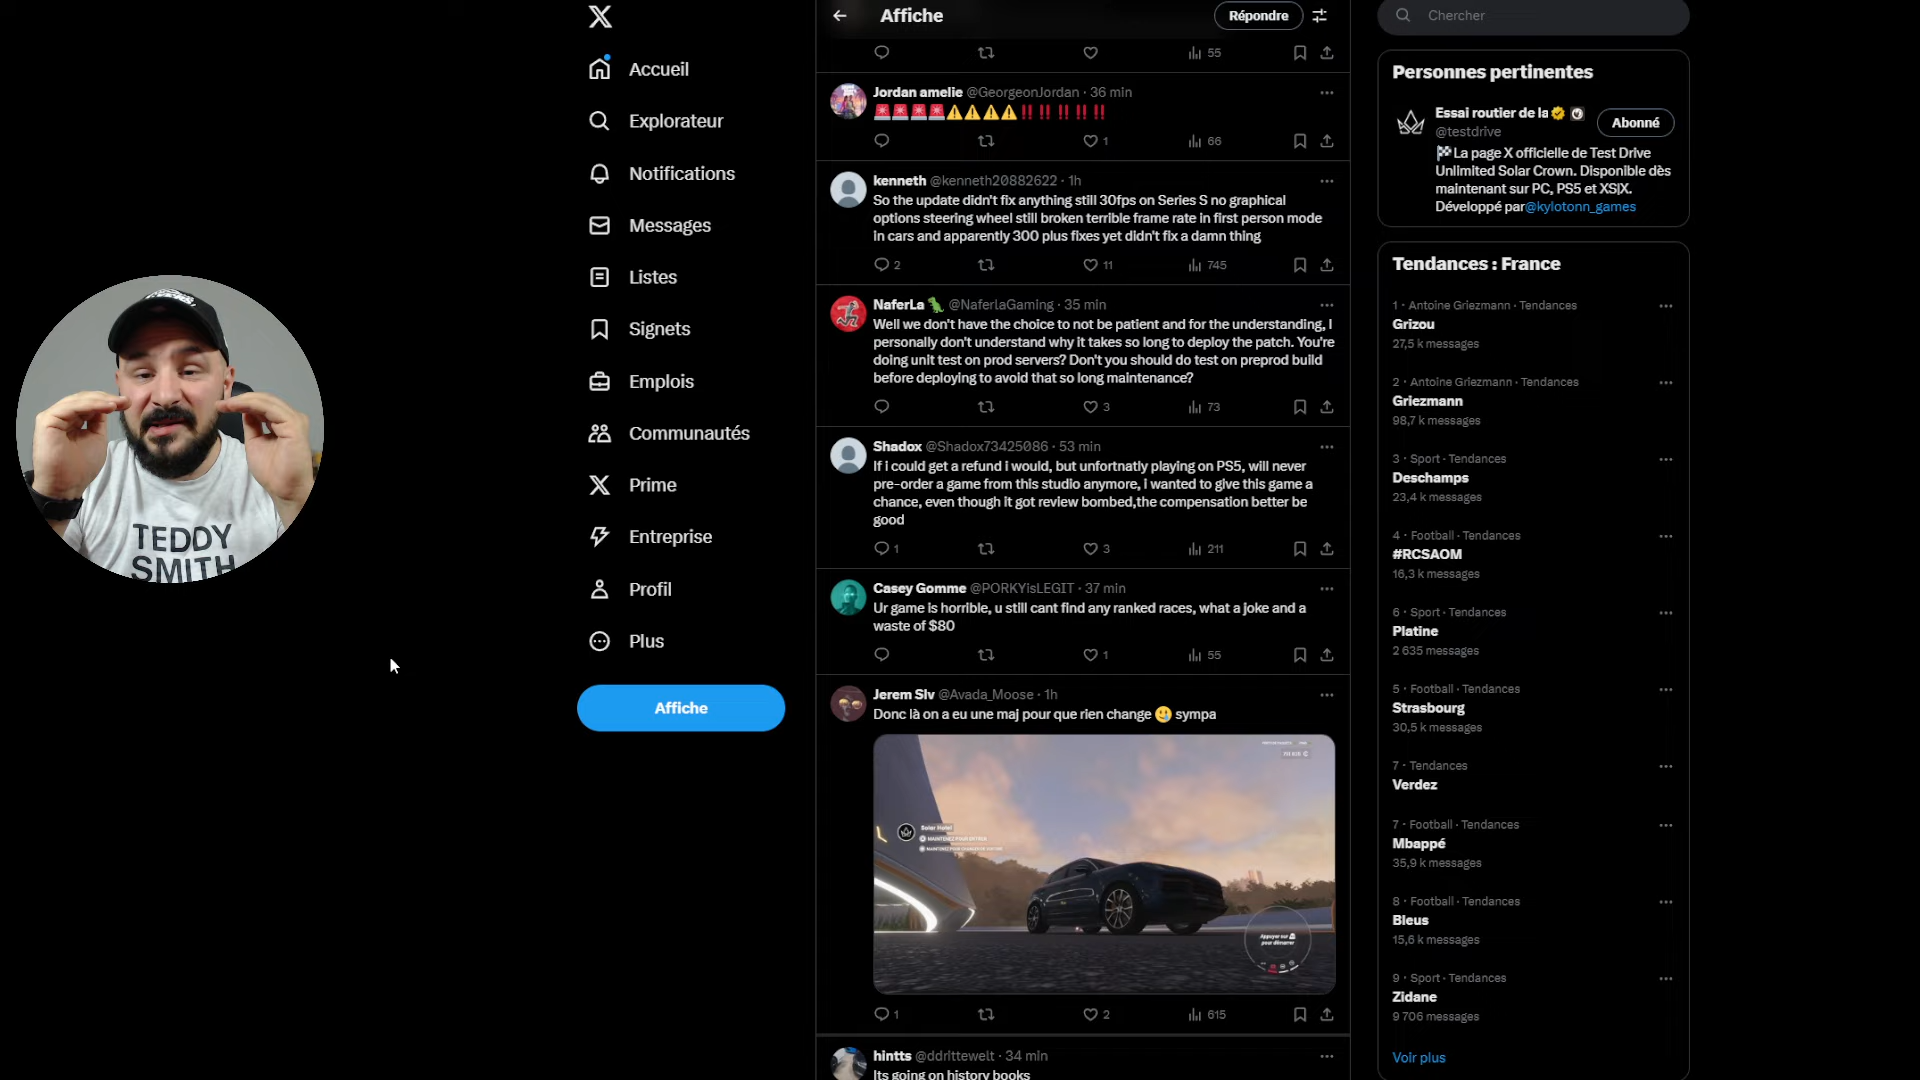 Accueil
Explorateur
Notifications
Messages
Listes
Signets
Emplois
Communautés
Prime
Entreprise
Profil
Plus
Affiche
TEDDY
SMITH
Affiche
Répondre
55
Jordan amelie @GeorgeonJordan · 36 min
🚨🚨🚨🚨⚠⚠⚠⚠‼‼‼‼‼
1
66
kenneth @kenneth20882622 · 1h
So the update didn't fix anything still 30fps on Series S no graphical
options steering wheel still broken terrible frame rate in first person mode
in cars and apparently 300 plus fixes yet didn't fix a damn thing
2
11
745
NaferLa 🦖 @NaferlaGaming · 35 min
Well we don't have the choice to not be patient and for the understanding, I
personally don't understand why it takes so long to deploy the patch. You're
doing unit test on prod servers? Don't you should do test on preprod build
before deploying to avoid that so long maintenance?
3
73
Shadox @Shadox73425086 · 53 min
If i could get a refund i would, but unfortnatly playing on PS5, will never
pre-order a game from this studio anymore, i wanted to give this game a
chance, even though it got review bombed,the compensation better be
good
1
3
211
Casey Gomme @PORKYisLEGIT · 37 min
Ur game is horrible, u still cant find any ranked races, what a joke and a
waste of $80
1
55
Jerem Slv @Avada_Moose · 1h
Donc là on a eu une maj pour que rien change 🥲 sympa
Solar Hotel
MAINTENEZ POUR ENTRER
MAINTENEZ POUR CHANGER DE VOITURE
Appuyer sur
pour démarrer
1
2
615
hintts @ddrittewelt · 34 min
Its going on history books
Chercher
Personnes pertinentes
Essai routier de la
@testdrive
Abonné
🏁La page X officielle de Test Drive
Unlimited Solar Crown. Disponible dès
maintenant sur PC, PS5 et XS|X.
Développé par@kylotonn_games
Tendances : France
1 · Antoine Griezmann · Tendances
Grizou
27,5 k messages
2 · Antoine Griezmann · Tendances
Griezmann
98,7 k messages
3 · Sport · Tendances
Deschamps
23,4 k messages
4 · Football · Tendances
#RCSAOM
16,3 k messages
6 · Sport · Tendances
Platine
2 635 messages
5 · Football · Tendances
Strasbourg
30,5 k messages
7 · Tendances
Verdez
7 · Football · Tendances
Mbappé
35,9 k messages
8 · Football · Tendances
Bleus
15,6 k messages
9 · Sport · Tendances
Zidane
9 706 messages
Voir plus